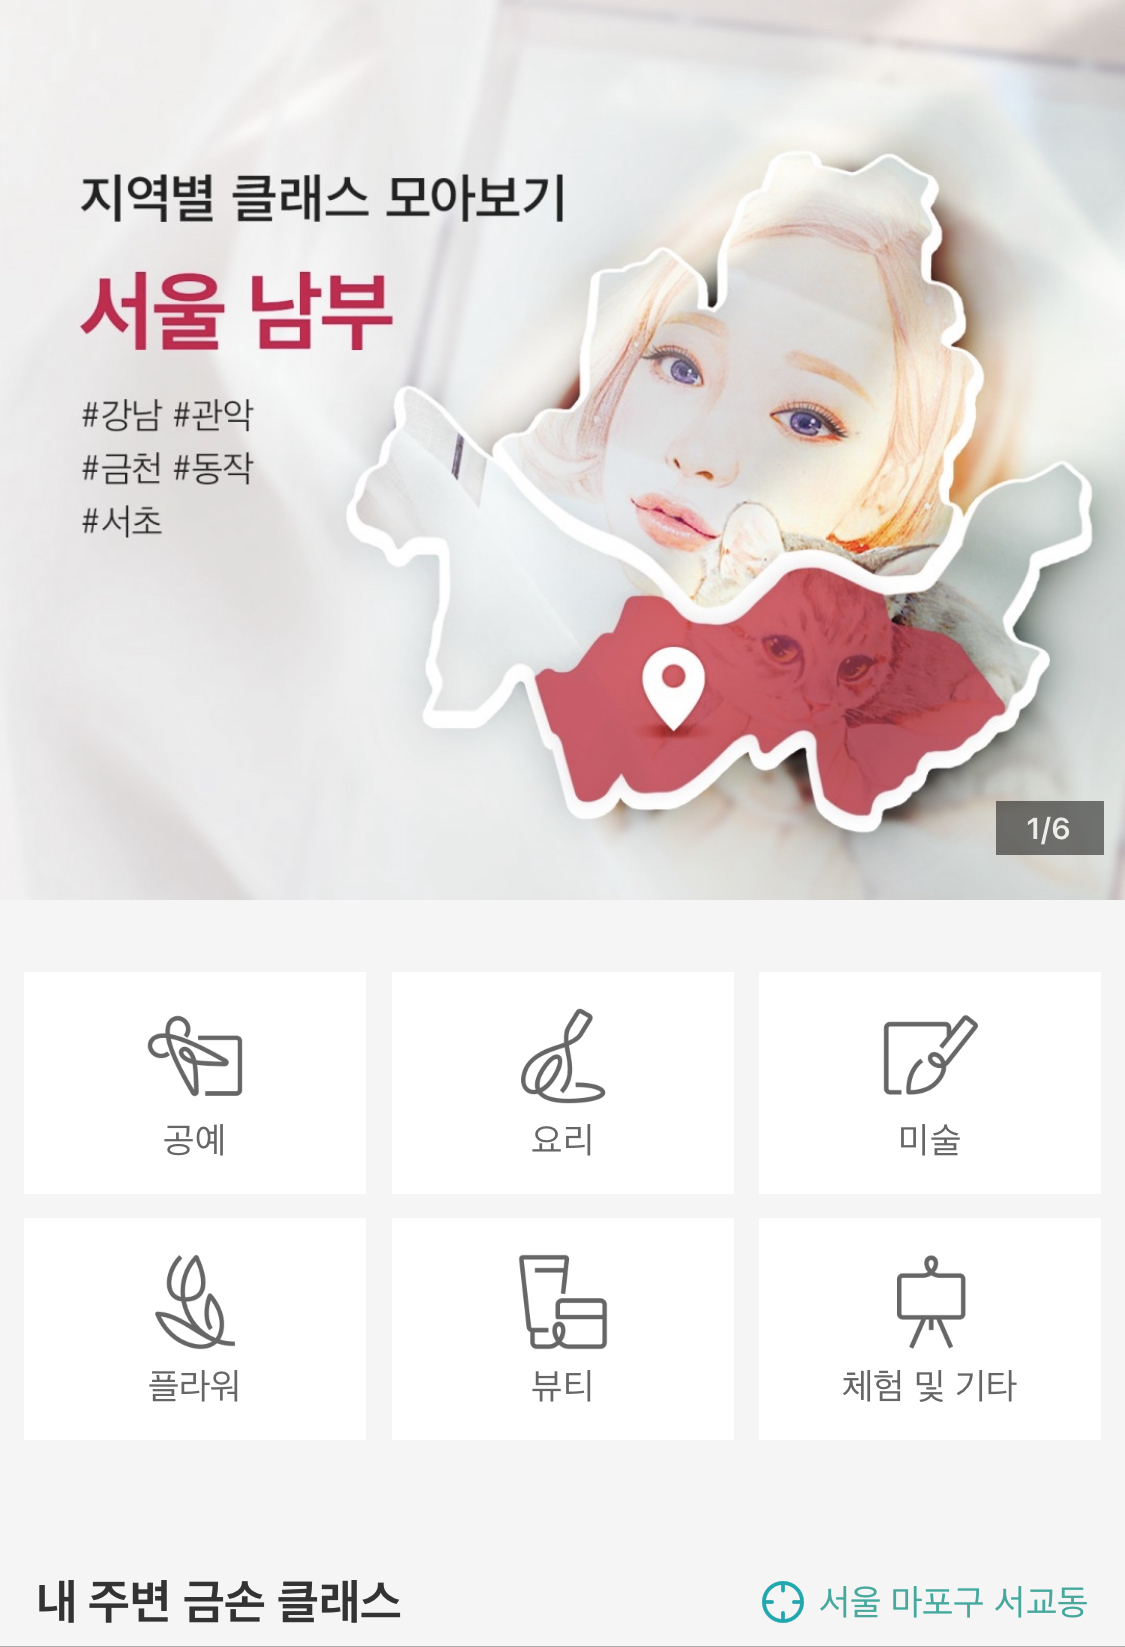 지역별 클래스 모아보기
서울 남부
#강남 #관악
#금천 #동작
#서초
1/6
공예
요리
미술
플라워
뷰티
체험 및 기타
내 주변 금손 클래스
서울 마포구 서교동